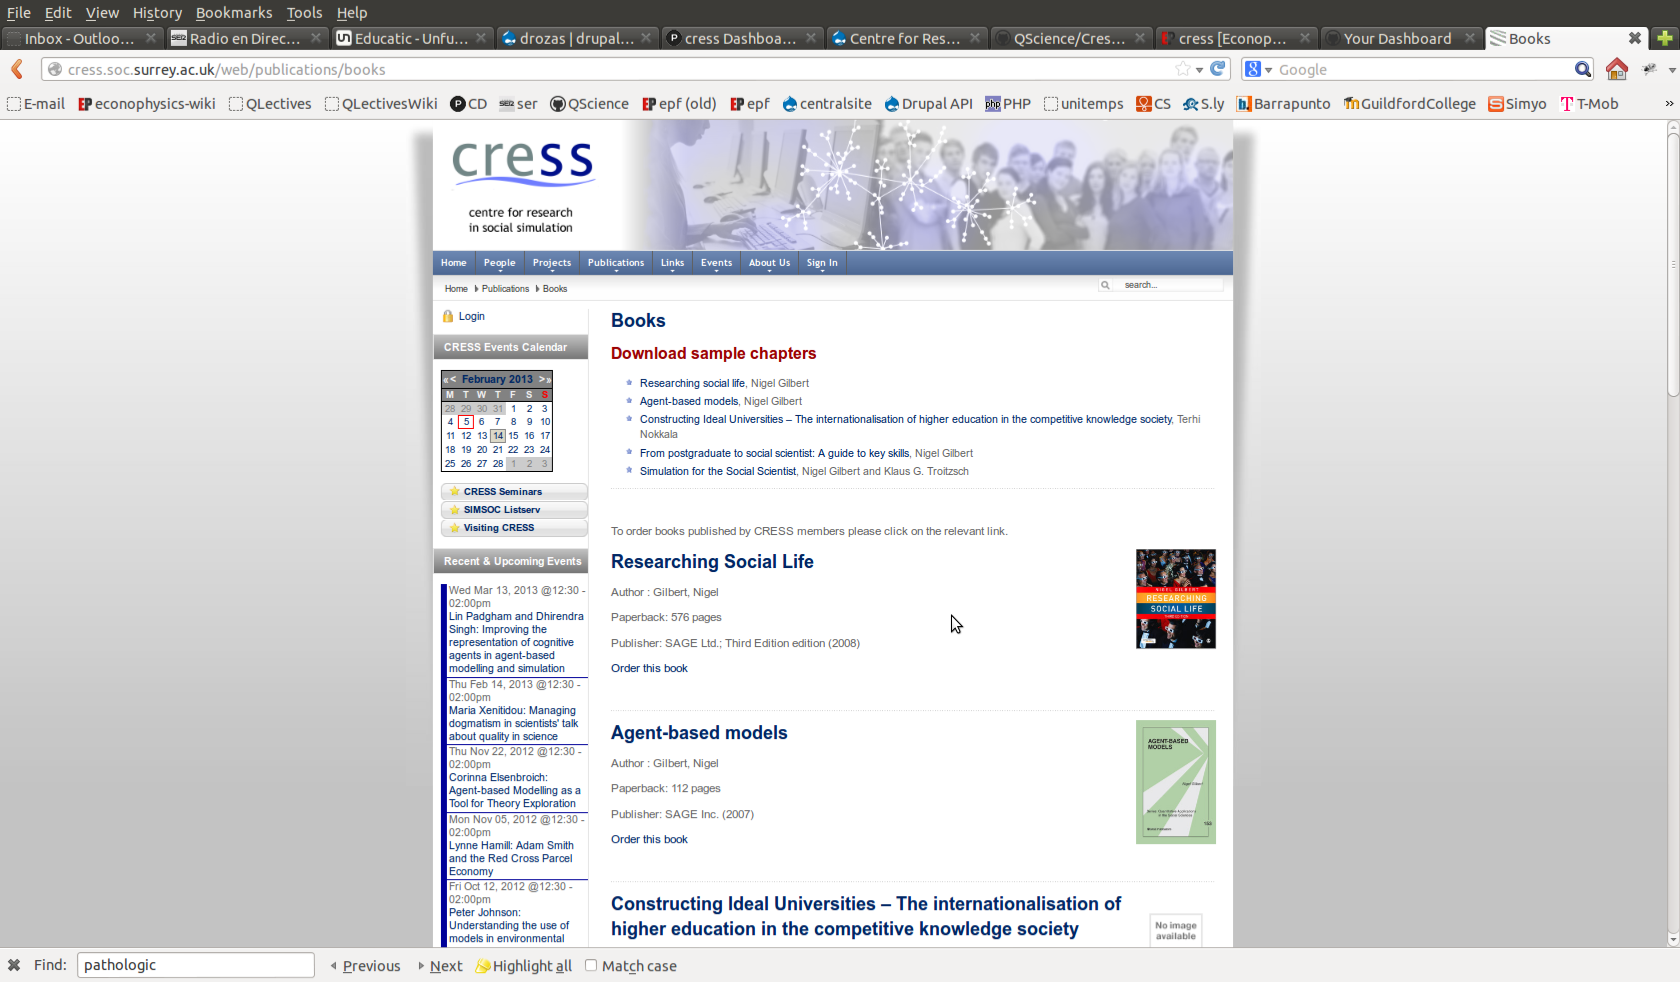 File Edit View History Bookmarks Tools Help
Inbox - Outloo... Radio en Direc... Educatic - Unfu... drozas | drupal... cress Dashboa... Centre for Res... QScience/Cres... cress [Econop... Your Dashboard Books
cress.soc.surrey.ac.uk/web/publications/books Google
E-mail econophysics-wiki QLectives QLectivesWiki CD ser QScience epf (old) epf centralsite Drupal API PHP unitemps CS S.ly Barrapunto GuildfordCollege Simyo T-Mob »
cress
centre for research
in social simulation
Home People Projects Publications Links Events About Us Sign In
Home Publications Books search...
Login
CRESS Events Calendar
«< February 2013 >»
M T W T F S S
28 29 30 31 1 2 3
4 5 6 7 8 9 10
11 12 13 14 15 16 17
18 19 20 21 22 23 24
25 26 27 28 1 2 3
CRESS Seminars
SIMSOC Listserv
Visiting CRESS
Recent & Upcoming Events
Wed Mar 13, 2013 @12:30 -
02:00pm
Lin Padgham and Dhirendra
Singh: Improving the
representation of cognitive
agents in agent-based
modelling and simulation
Thu Feb 14, 2013 @12:30 -
02:00pm
Maria Xenitidou: Managing
dogmatism in scientists' talk
about quality in science
Thu Nov 22, 2012 @12:30 -
02:00pm
Corinna Elsenbroich:
Agent-based Modelling as a
Tool for Theory Exploration
Mon Nov 05, 2012 @12:30 -
02:00pm
Lynne Hamill: Adam Smith
and the Red Cross Parcel
Economy
Fri Oct 12, 2012 @12:30 -
02:00pm
Peter Johnson:
Understanding the use of
models in environmental
Books
Download sample chapters
Researching social life, Nigel Gilbert
Agent-based models, Nigel Gilbert
Constructing Ideal Universities – The internationalisation of higher education in the competitive knowledge society, Terhi
Nokkala
From postgraduate to social scientist: A guide to key skills, Nigel Gilbert
Simulation for the Social Scientist, Nigel Gilbert and Klaus G. Troitzsch
To order books published by CRESS members please click on the relevant link.
Researching Social Life
Author : Gilbert, Nigel
Paperback: 576 pages
Publisher: SAGE Ltd.; Third Edition edition (2008)
Order this book
NIGEL GILBERT
RESEARCHING
SOCIAL LIFE
THIRD EDITION
Agent-based models
Author : Gilbert, Nigel
Paperback: 112 pages
Publisher: SAGE Inc. (2007)
Order this book
AGENT-BASED
MODELS
Nigel Gilbert
153
Constructing Ideal Universities – The internationalisation of
higher education in the competitive knowledge society
No image
available
Find: pathologic Previous Next Highlight all Match case